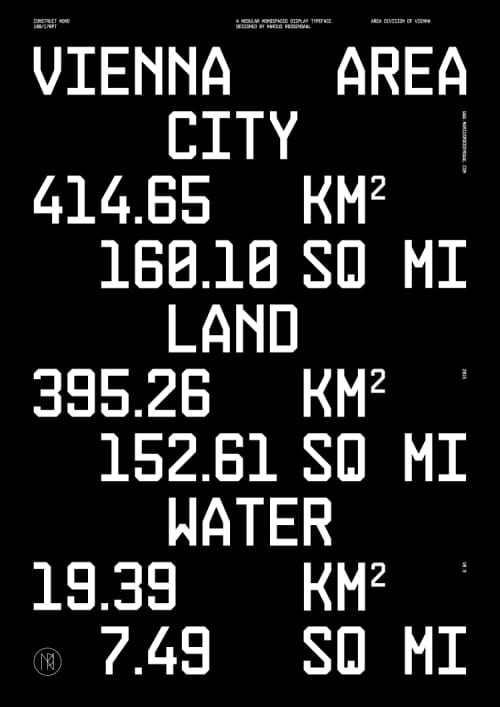 CONSTRUCT MONO
A MODULAR MONOSPACED DISPLAY TYPEFACE.
AREA DIVISION OF VIENNA
DESIGNED BY MARIUS ROOSENDAAL
VIENNA AREA
CITY
414.65 KM²
160.10 SQ MI
LAND
395.26 KM²
152.61 SQ MI
WATER
19.39 KM²
7.49 SQ MI